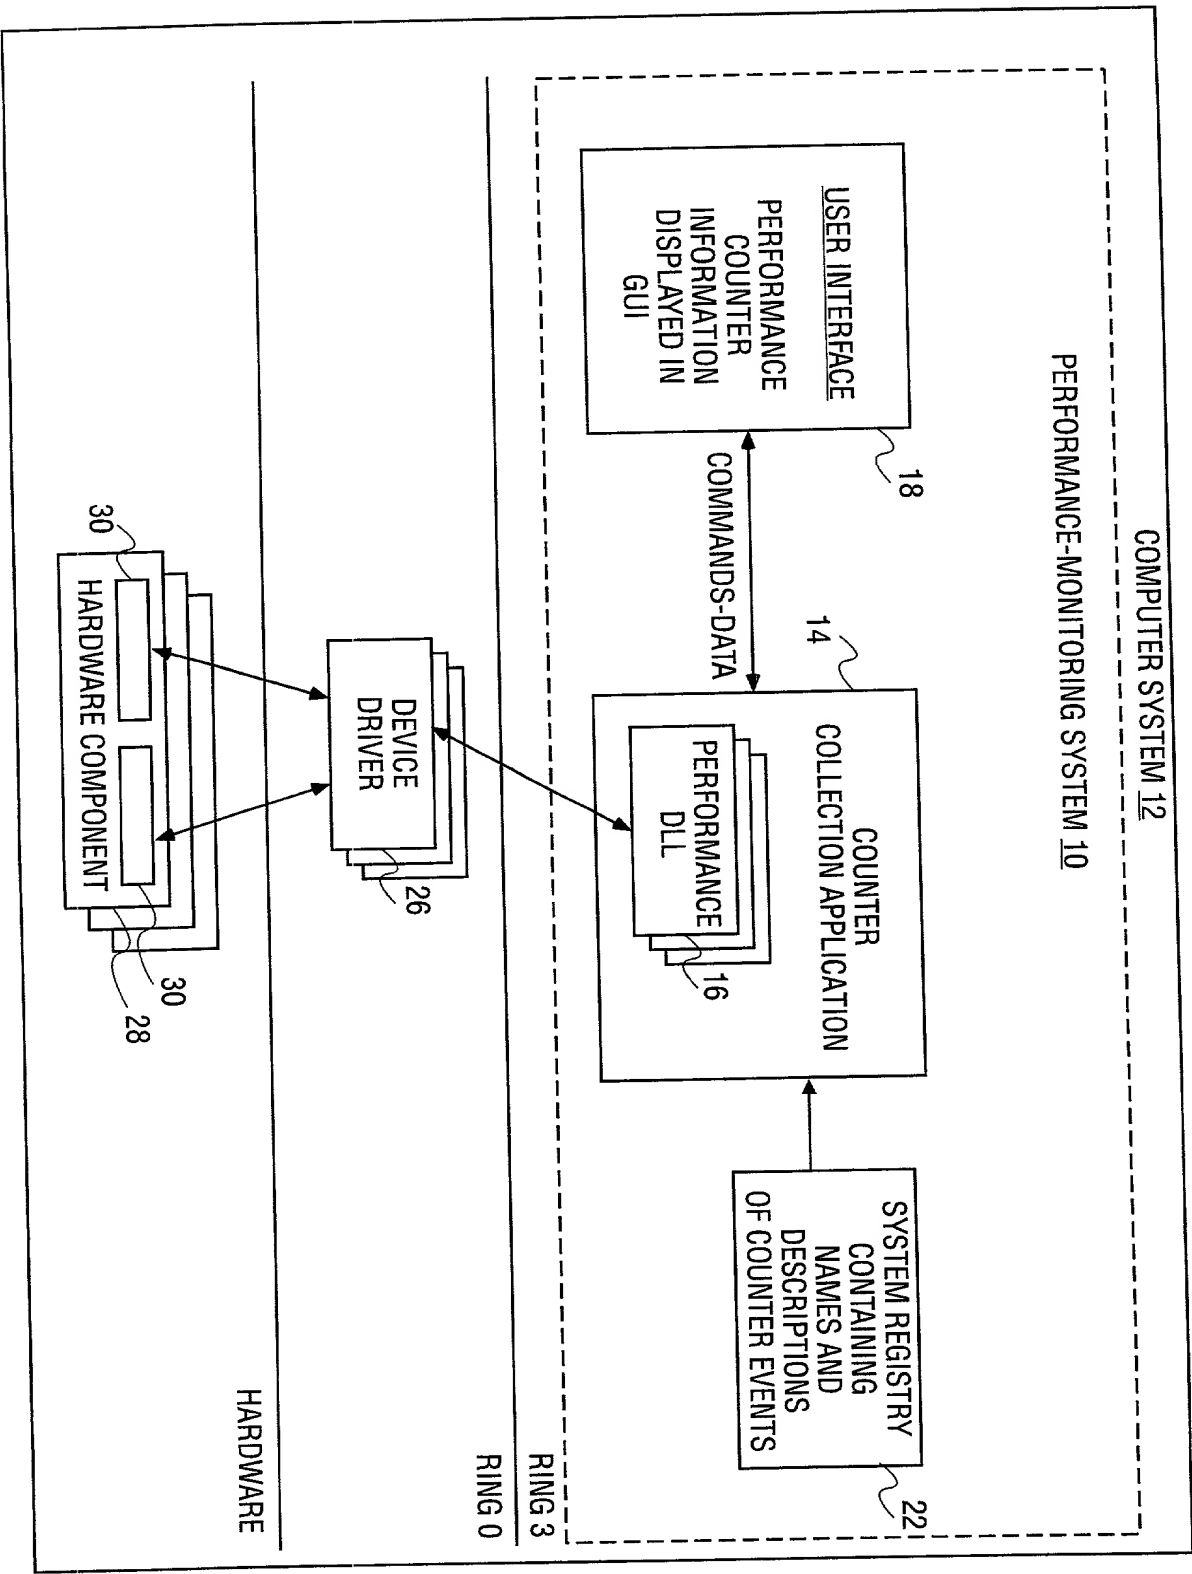 COMPUTER SYSTEM 12
PERFORMANCE-MONITORING SYSTEM 10
USER INTERFACE
PERFORMANCE
COUNTER
INFORMATION
DISPLAYED IN
GUI
18
COMMANDS-DATA
14
COUNTER
COLLECTION APPLICATION
PERFORMANCE
DLL
16
SYSTEM REGISTRY
CONTAINING
NAMES AND
DESCRIPTIONS
OF COUNTER EVENTS
22
RING 3
RING 0
DEVICE
DRIVER
26
HARDWARE
30
HARDWARE COMPONENT
30
28